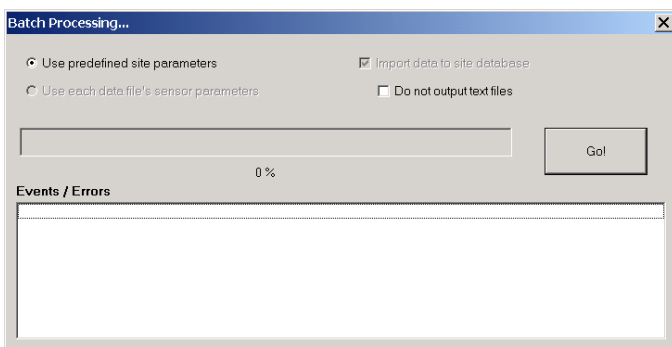 Batch Processing...
Use predefined site parameters
Import data to site database
Use each data file's sensor parameters
Do not output text files
Go!
0 %
Events / Errors